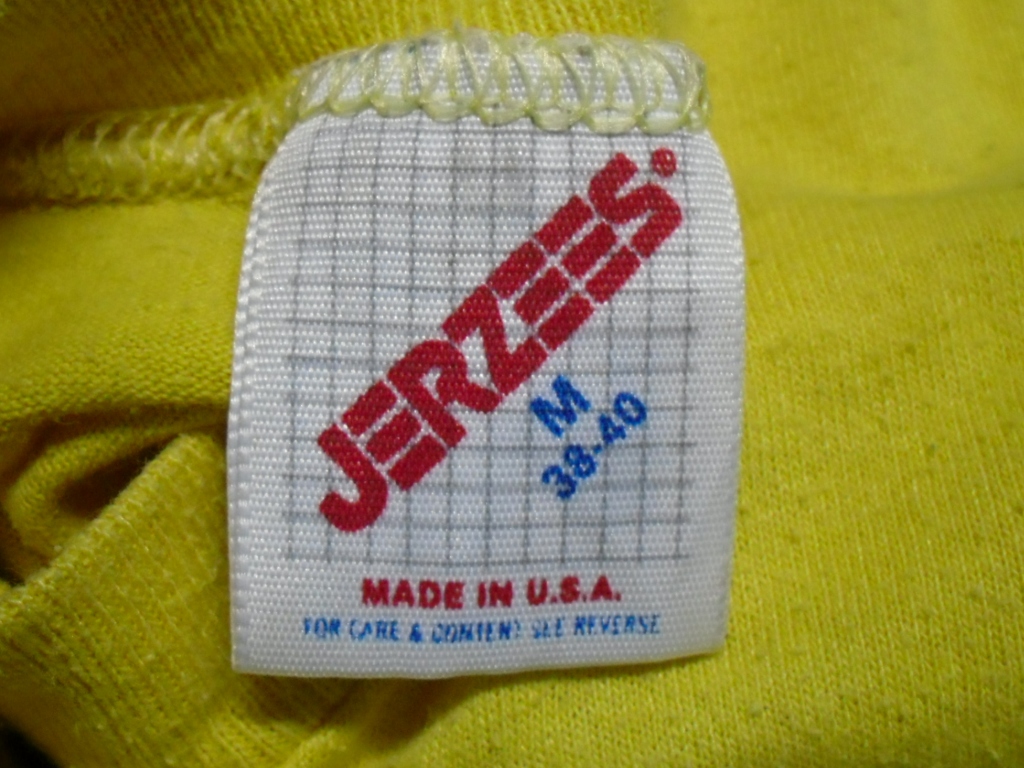 JERZEES®
M
38-40
MADE IN U.S.A.
FOR CARE & CONTENT SEE REVERSE